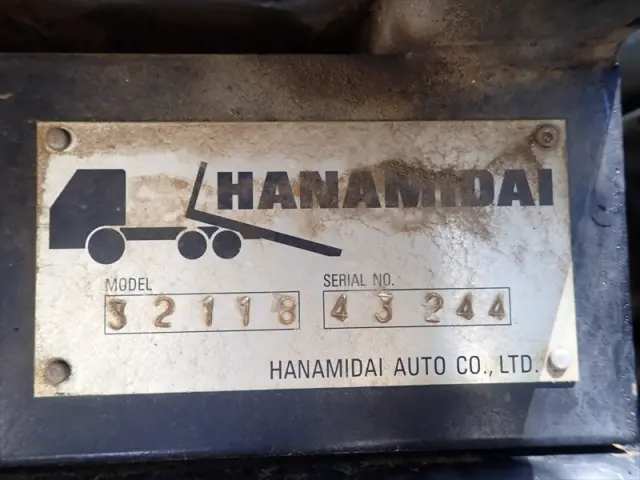 HANAMIDAI
MODEL SERIAL NO.
32118 43244
HANAMIDAI AUTO CO., LTD.